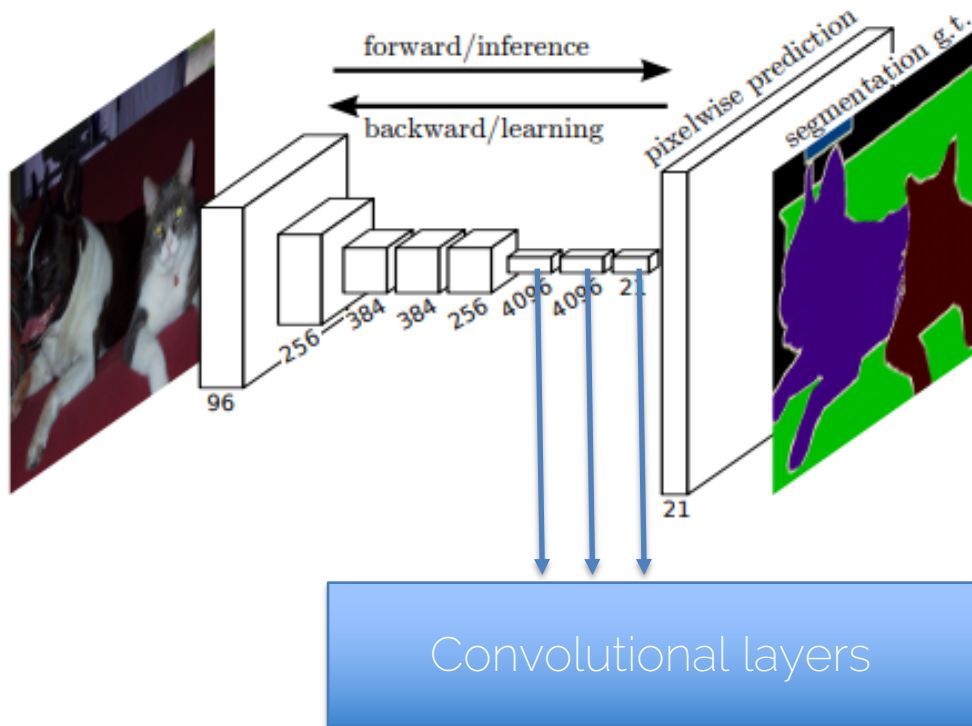 forward/inference
backward/learning
pixelwise prediction
segmentation g.t.
96
256
384
384
256
4096
4096
21
21
Convolutional layers